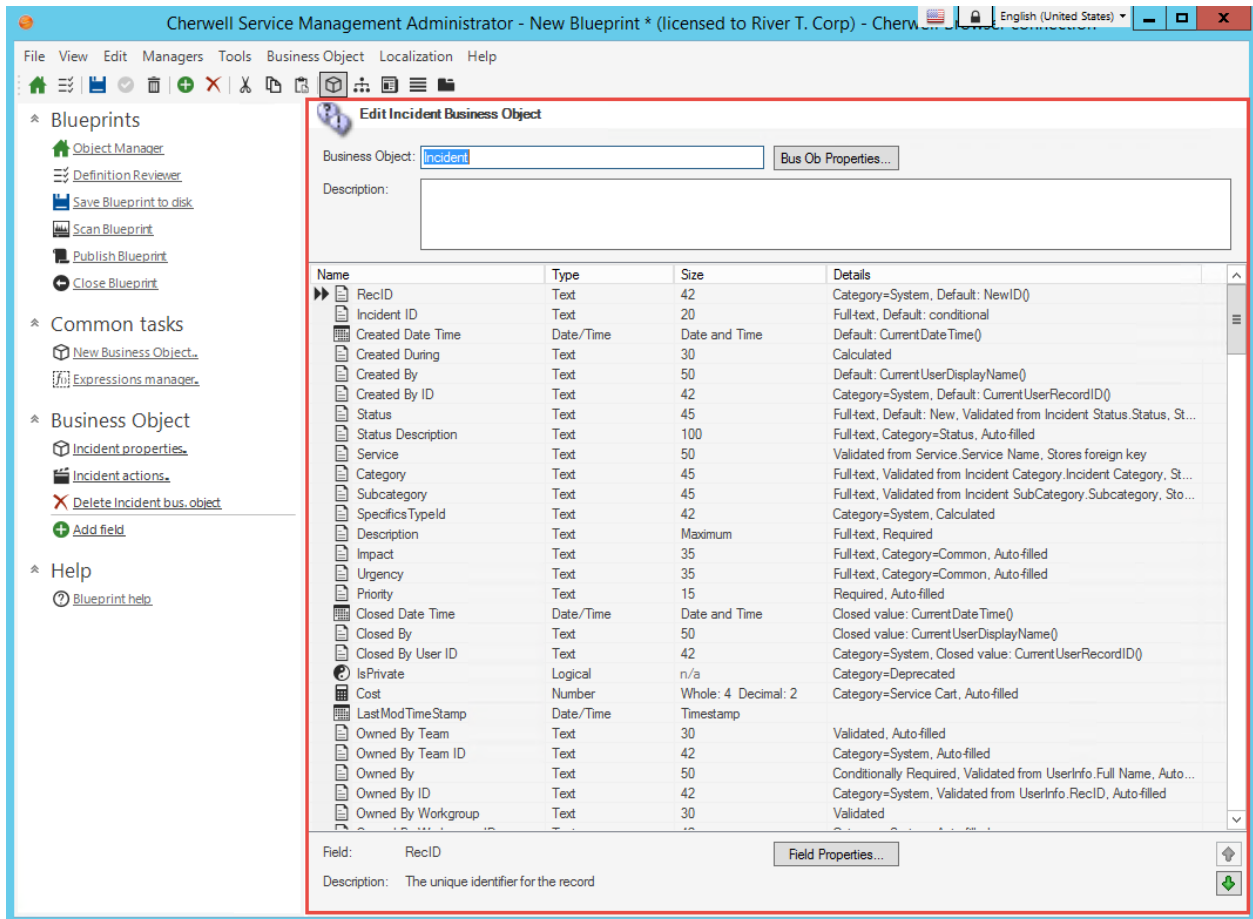 Cherwell Service Management Administrator - New Blueprint * (licensed to River T. Corp) - Cherwell Browser Connection
English (United States)
File View Edit Managers Tools Business Object Localization Help
Blueprints
Object Manager
Definition Reviewer
Save Blueprint to disk
Scan Blueprint
Publish Blueprint
Close Blueprint
Common tasks
New Business Object..
Expressions manager..
Business Object
Incident properties..
Incident actions..
Delete Incident bus. object
Add field
Help
Blueprint help
Edit Incident Business Object
Business Object: Incident Bus Ob Properties...
Description:
Name Type Size Details
RecID Text 42 Category=System, Default: NewID()
Incident ID Text 20 Full-text, Default: conditional
Created Date Time Date/Time Date and Time Default: CurrentDateTime()
Created During Text 30 Calculated
Created By Text 50 Default: CurrentUserDisplayName()
Created By ID Text 42 Category=System, Default: CurrentUserRecordID()
Status Text 45 Full-text, Default: New, Validated from Incident Status.Status, St...
Status Description Text 100 Full-text, Category=Status, Auto-filled
Service Text 50 Validated from Service.Service Name, Stores foreign key
Category Text 45 Full-text, Validated from Incident Category.Incident Category, St...
Subcategory Text 45 Full-text, Validated from Incident SubCategory.Subcategory, Sto...
SpecificsTypeId Text 42 Category=System, Calculated
Description Text Maximum Full-text, Required
Impact Text 35 Full-text, Category=Common, Auto-filled
Urgency Text 35 Full-text, Category=Common, Auto-filled
Priority Text 15 Required, Auto-filled
Closed Date Time Date/Time Date and Time Closed value: CurrentDateTime()
Closed By Text 50 Closed value: CurrentUserDisplayName()
Closed By User ID Text 42 Category=System, Closed value: CurrentUserRecordID()
IsPrivate Logical n/a Category=Deprecated
Cost Number Whole: 4 Decimal: 2 Category=Service Cart, Auto-filled
LastModTimeStamp Date/Time Timestamp
Owned By Team Text 30 Validated, Auto-filled
Owned By Team ID Text 42 Category=System, Auto-filled
Owned By Text 50 Conditionally Required, Validated from UserInfo.Full Name, Auto...
Owned By ID Text 42 Category=System, Validated from UserInfo.RecID, Auto-filled
Owned By Workgroup Text 30 Validated
Field: RecID Field Properties...
Description: The unique identifier for the record